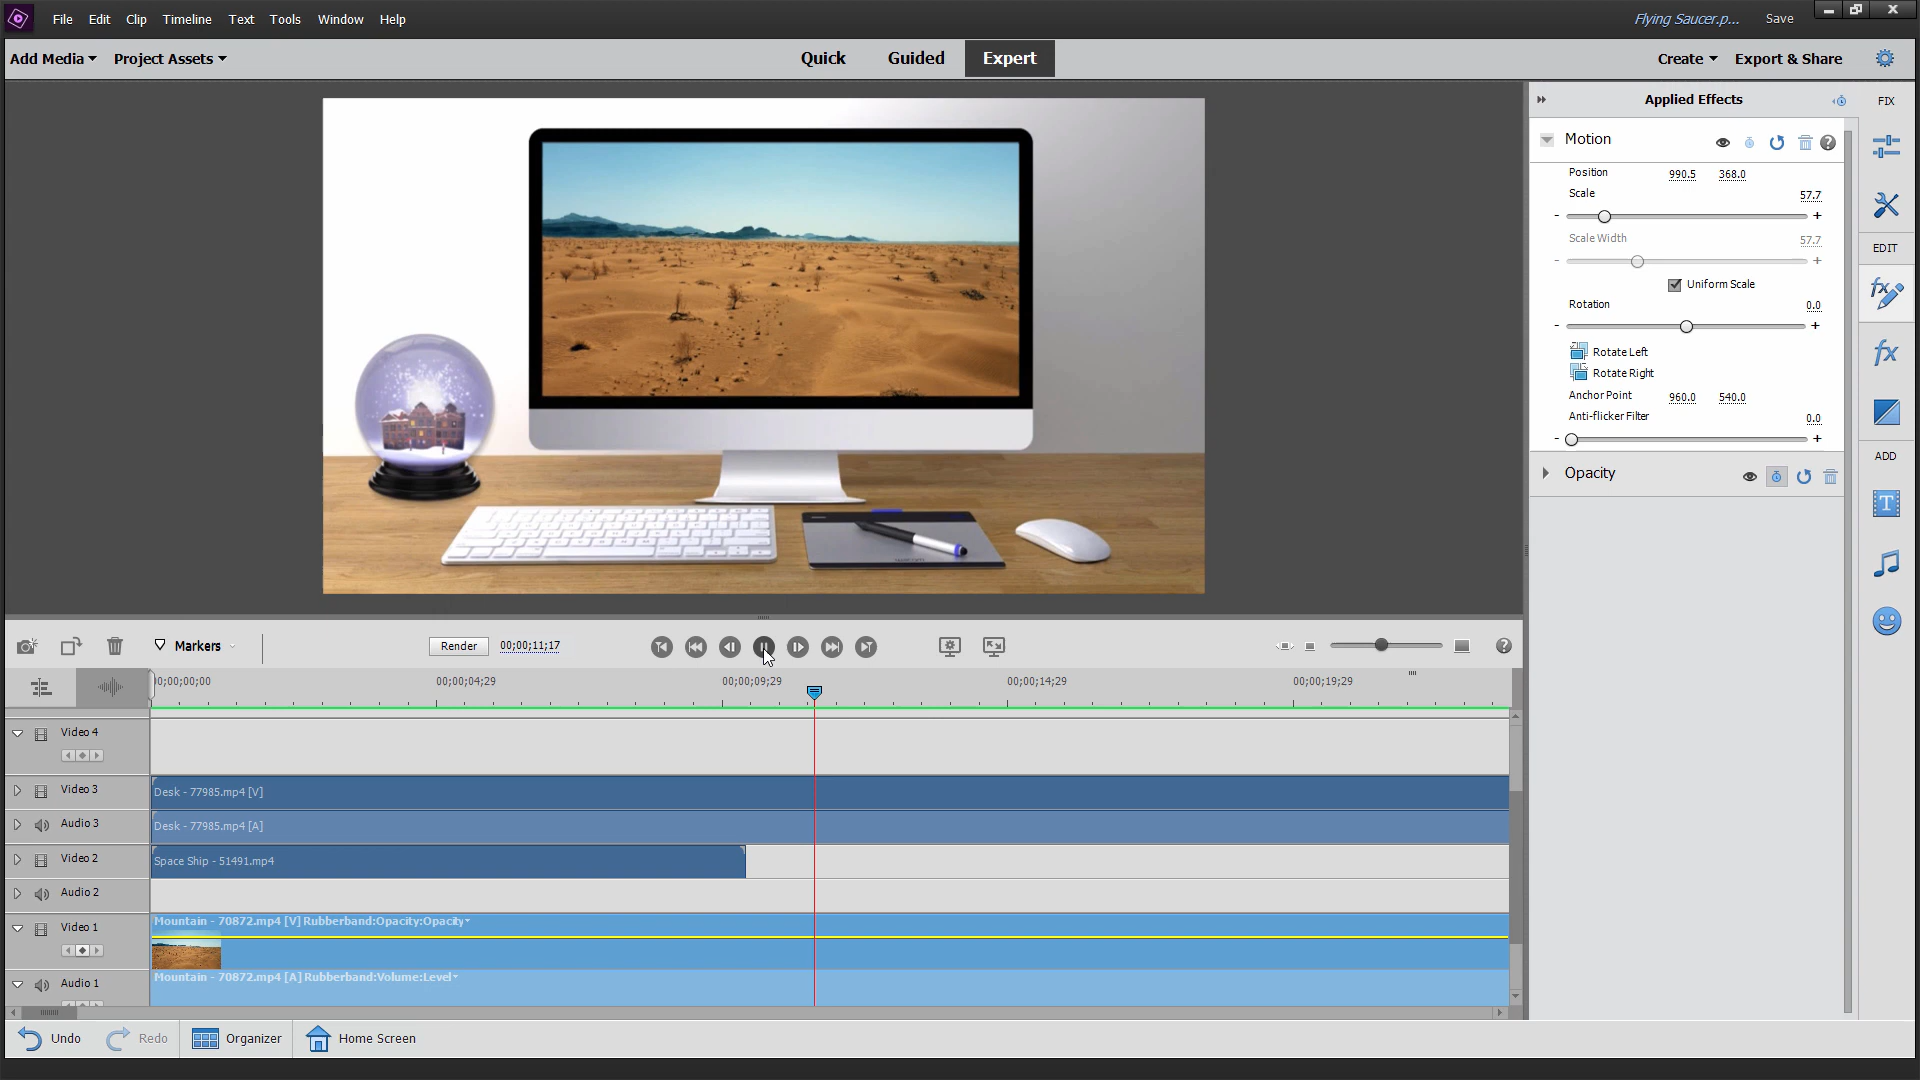 File Edit Clip Timeline Text Tools Window Help
Flying Saucer.p... Save
Add Media Project Assets
Quick Guided Expert
Create Export & Share
Applied Effects
FIX
Motion
Position 990.5 368.0
Scale 57.7
- +
Scale Width 57.7
- +
Uniform Scale
Rotation 0.0
- +
Rotate Left
Rotate Right
Anchor Point 960.0 540.0
Anti-flicker Filter 0.0
- +
Opacity
EDIT
fx
fx
ADD
T
Markers
Render 00;00;11;17
00;00;00;00 00;00;04;29 00;00;09;29 00;00;14;29 00;00;19;29
Video 4
Video 3
Desk - 77985.mp4 [V]
Audio 3
Desk - 77985.mp4 [A]
Video 2
Space Ship - 51491.mp4
Audio 2
Video 1
Mountain - 70872.mp4 [V] Rubberband:Opacity:Opacity
Audio 1
Mountain - 70872.mp4 [A] Rubberband:Volume:Level
Undo Redo Organizer Home Screen